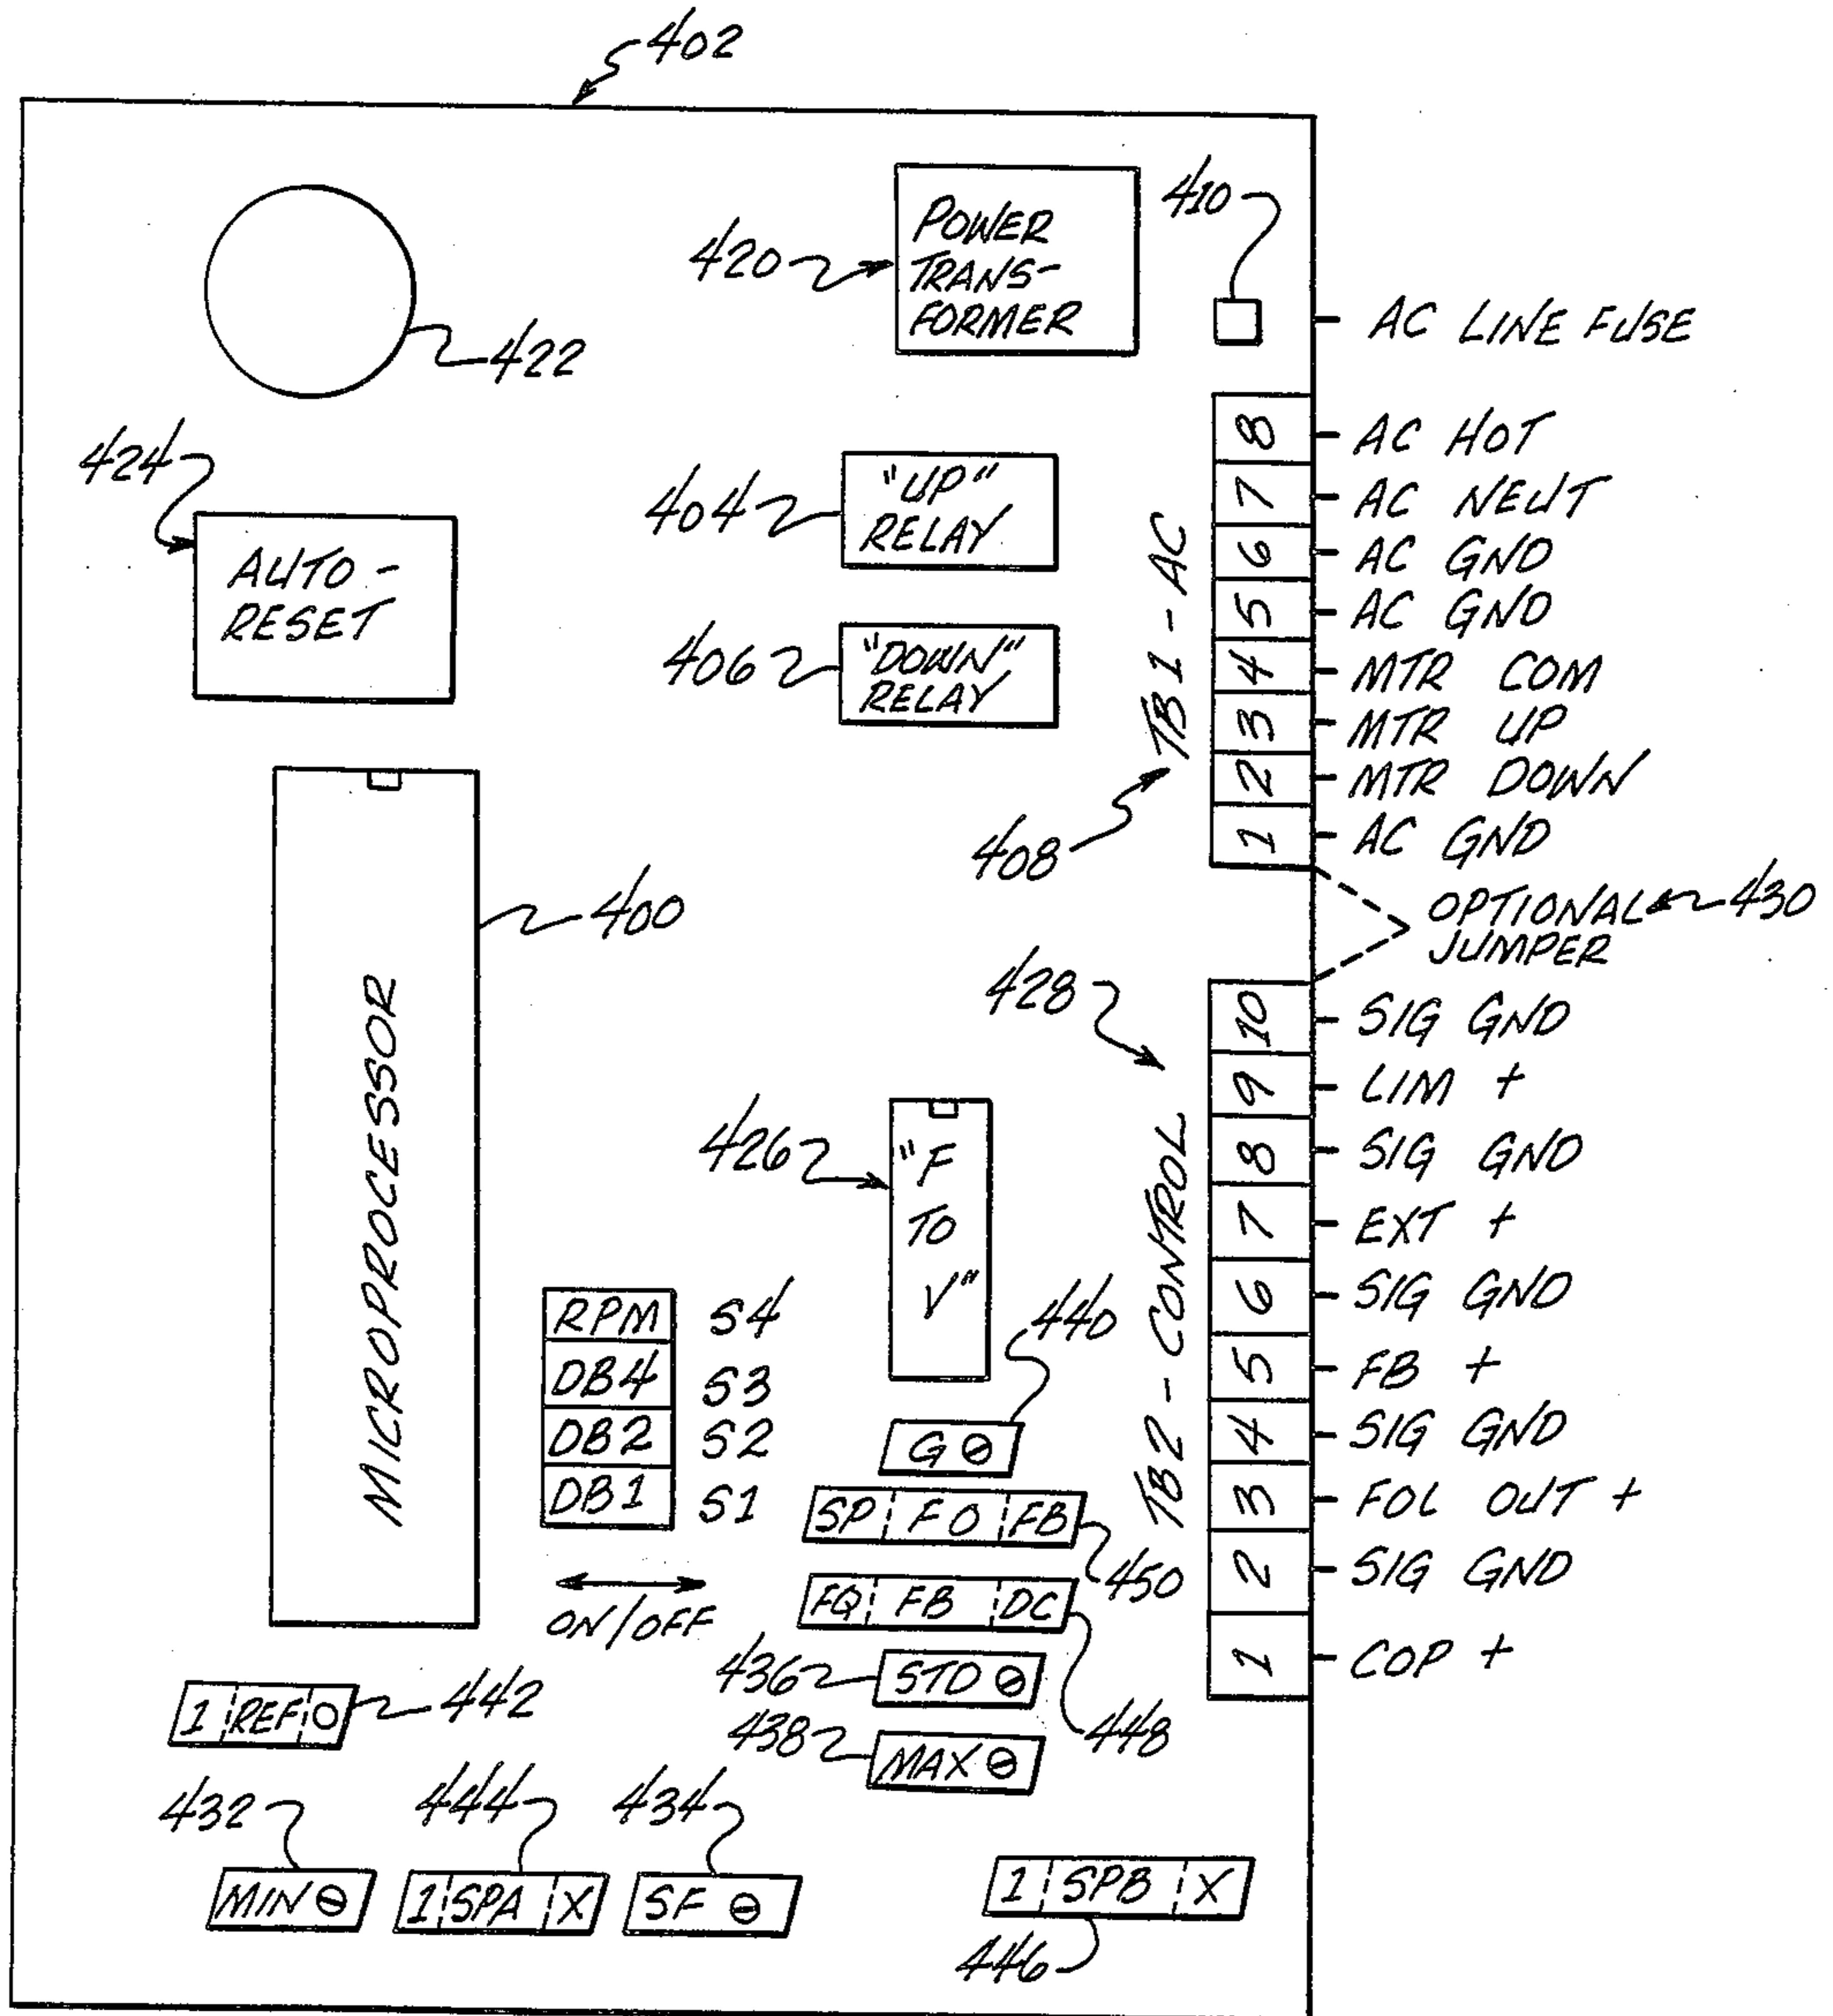 402
POWER
TRANS-
FORMER
420
410
AC LINE FUSE
422
424
AUTO-
RESET
404
"UP"
RELAY
406
"DOWN"
RELAY
TB1-AC
408
8 AC HOT
7 AC NEUT
6 AC GND
5 AC GND
4 MTR COM
3 MTR UP
2 MTR DOWN
1 AC GND
OPTIONAL
JUMPER
430
MICROPROCESSOR
400
428
TB2-CONTROL
10 SIG GND
9 LIM +
8 SIG GND
7 EXT +
6 SIG GND
5 FB +
4 SIG GND
3 FOL OUT +
2 SIG GND
1 COP +
426
"F
TO
V"
440
RPM S4
DB4 S3
DB2 S2
DB1 S1
ON/OFF
G
SP FO FB
450
FQ FB DC
448
436
STD
438
MAX
1 REF O
442
432
MIN
444
1 SPA X
434
SF
1 SPB X
446